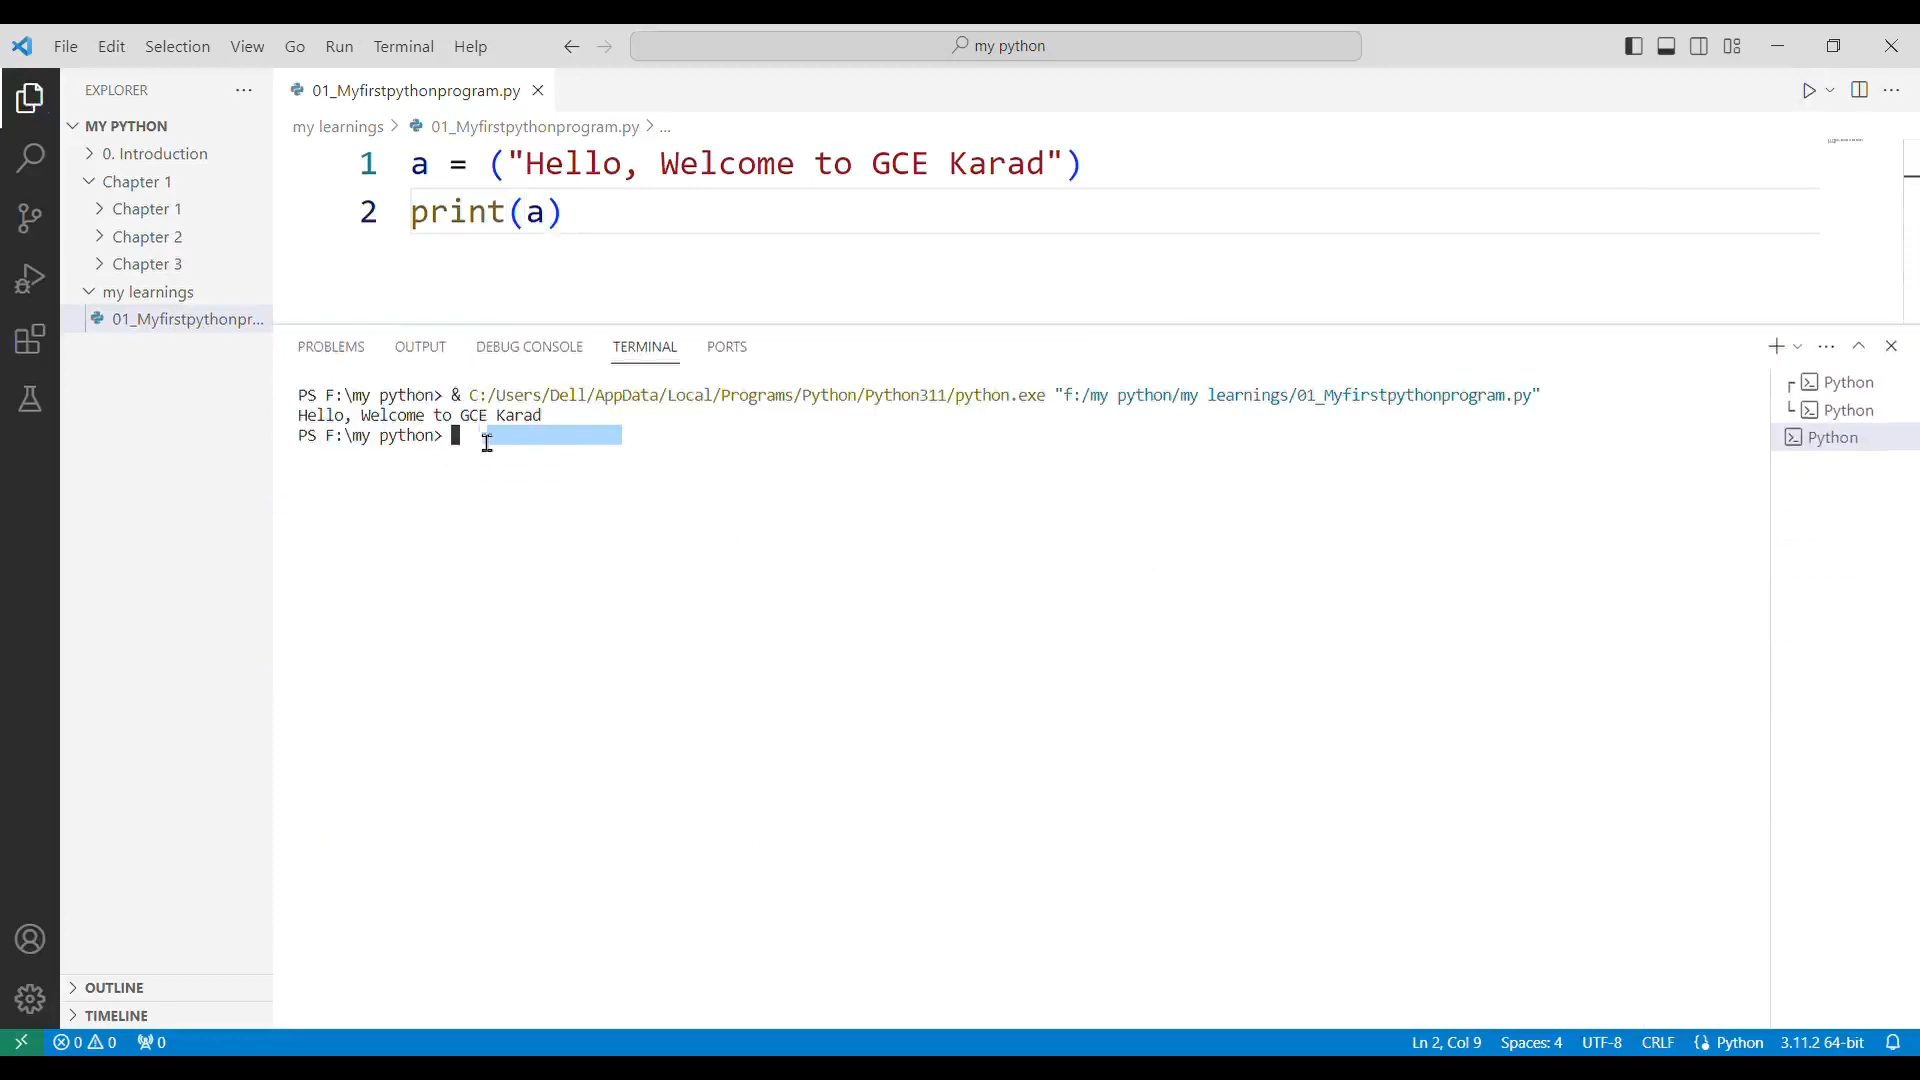 File Edit Selection View Go Run Terminal Help
my python
EXPLORER
MY PYTHON
0. Introduction
Chapter 1
Chapter 1
Chapter 2
Chapter 3
my learnings
01_Myfirstpythonpr...
OUTLINE
TIMELINE
01_Myfirstpythonprogram.py
my learnings > 01_Myfirstpythonprogram.py > ...
1 a = ("Hello, Welcome to GCE Karad")
2 print(a)
PROBLEMS OUTPUT DEBUG CONSOLE TERMINAL PORTS
PS F:\my python> & C:/Users/Dell/AppData/Local/Programs/Python/Python311/python.exe "f:/my python/my learnings/01_Myfirstpythonprogram.py"
Hello, Welcome to GCE Karad
PS F:\my python>
Python
Python
Python
0 0 0 Ln 2, Col 9 Spaces: 4 UTF-8 CRLF Python 3.11.2 64-bit